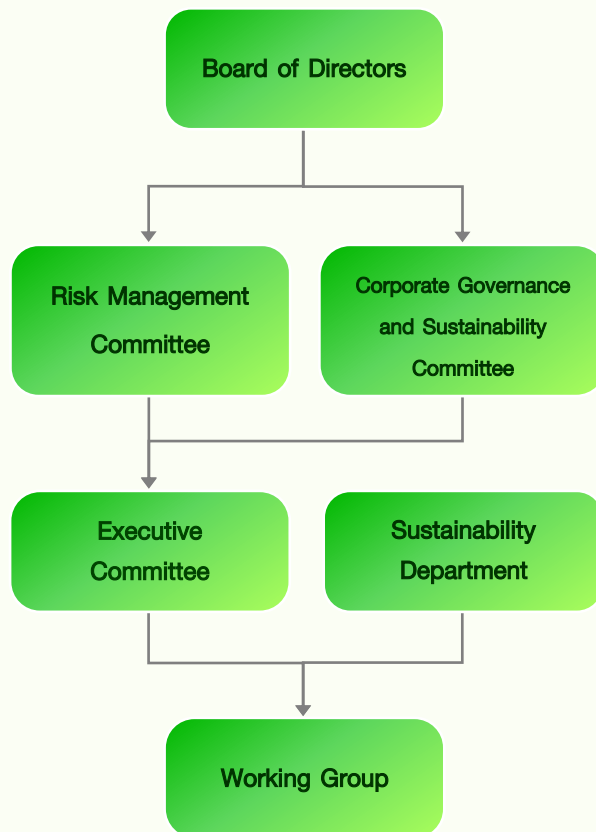 Board of Directors
Risk Management
Committee
Corporate Governance
and Sustainability
Committee
Executive
Committee
Sustainability
Department
Working Group